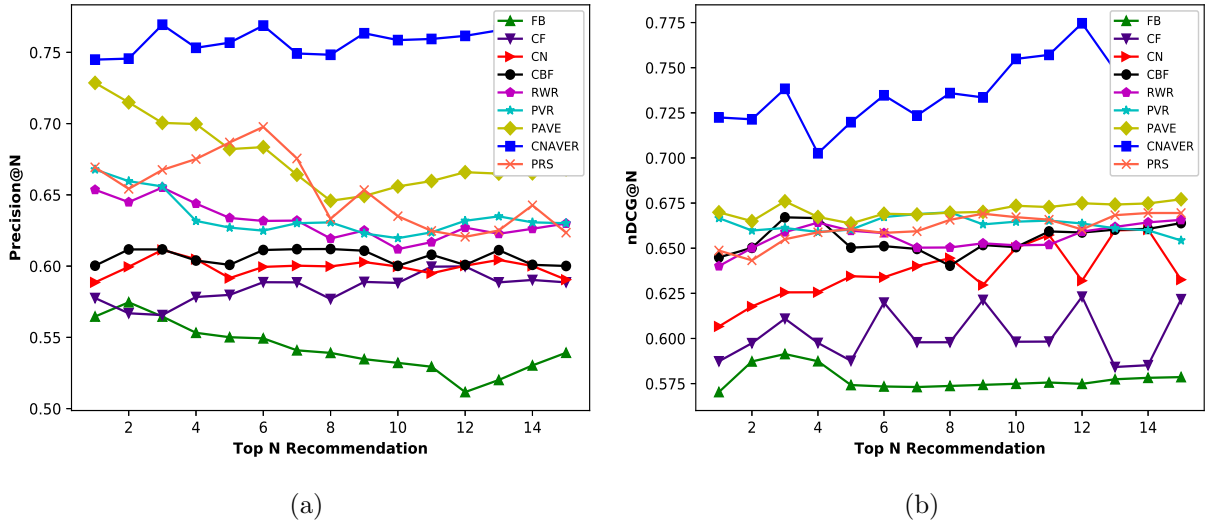 0.75
0.70
0.65
0.60
0.55
0.50
Precision@N
2 4 6 8 10 12 14
Top N Recommendation
FB
CF
CN
CBF
RWR
PVR
PAVE
CNAVER
PRS
(a)
0.775
0.750
0.725
0.700
0.675
0.650
0.625
0.600
0.575
nDCG@N
2 4 6 8 10 12 14
Top N Recommendation
FB
CF
CN
CBF
RWR
PVR
PAVE
CNAVER
PRS
(b)